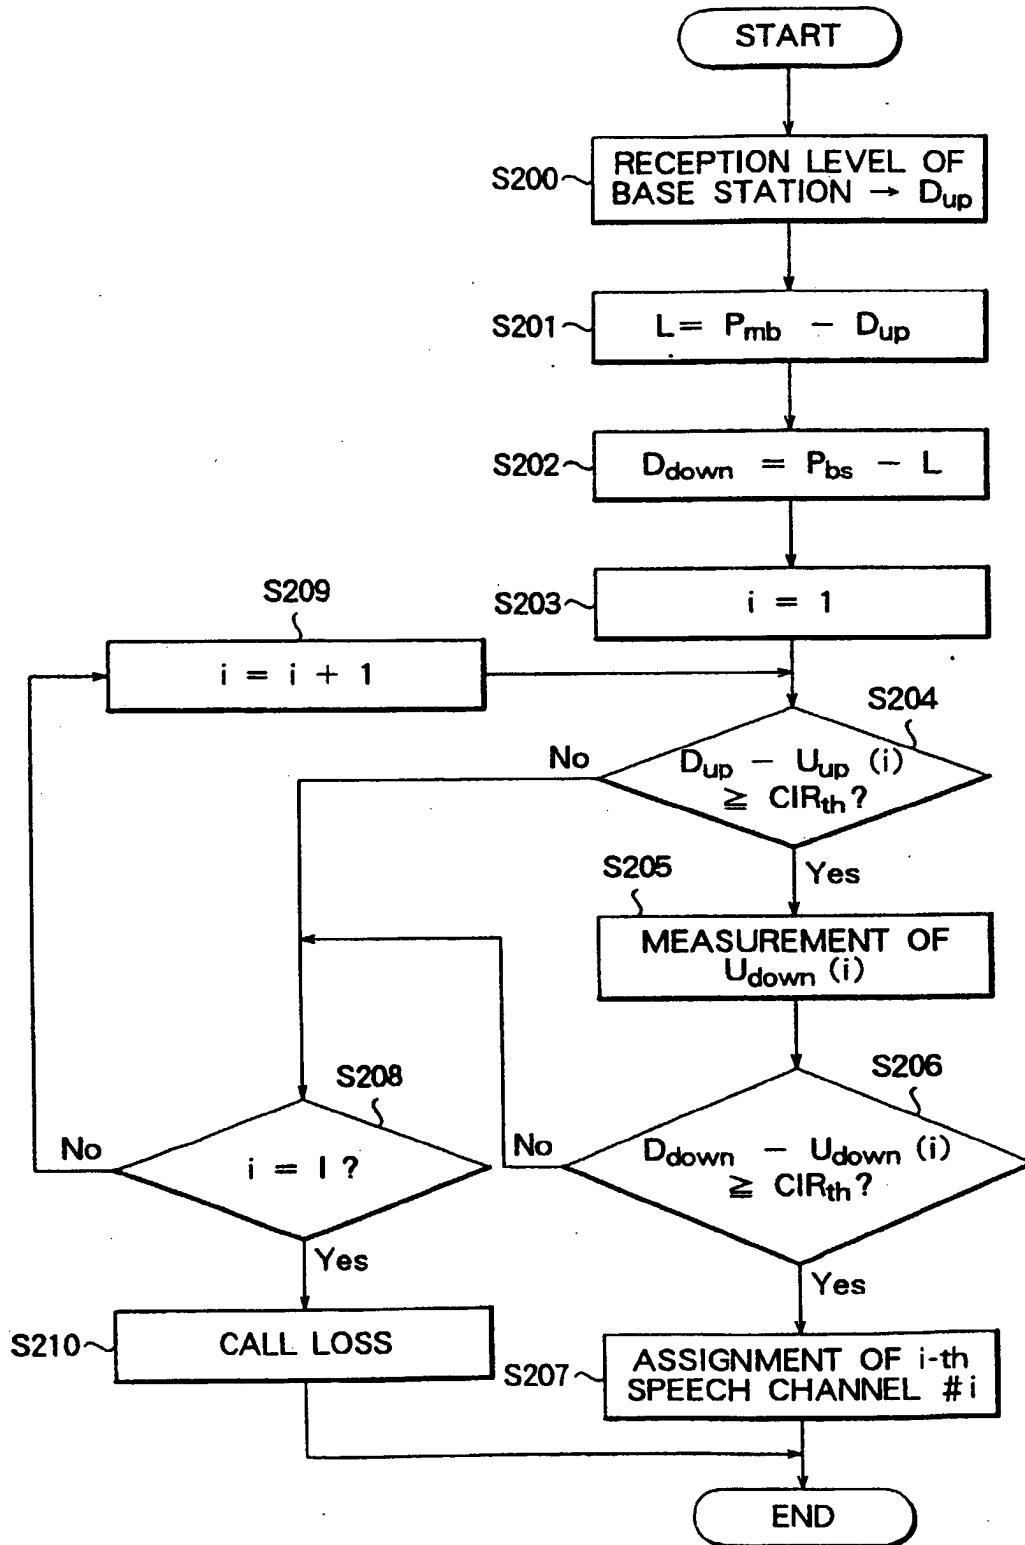 START
S200
RECEPTION LEVEL OF
BASE STATION → Dup
S201
L = Pmb − Dup
S202
Ddown = Pbs − L
S203
i = 1
S209
i = i + 1
S204
Dup − Uup (i)
≧ CIRth?
No
Yes
S205
MEASUREMENT OF
Udown (i)
S206
Ddown − Udown (i)
≧ CIRth?
No
Yes
S208
i = I ?
No
Yes
S210
CALL LOSS
S207
ASSIGNMENT OF i-th
SPEECH CHANNEL #i
END